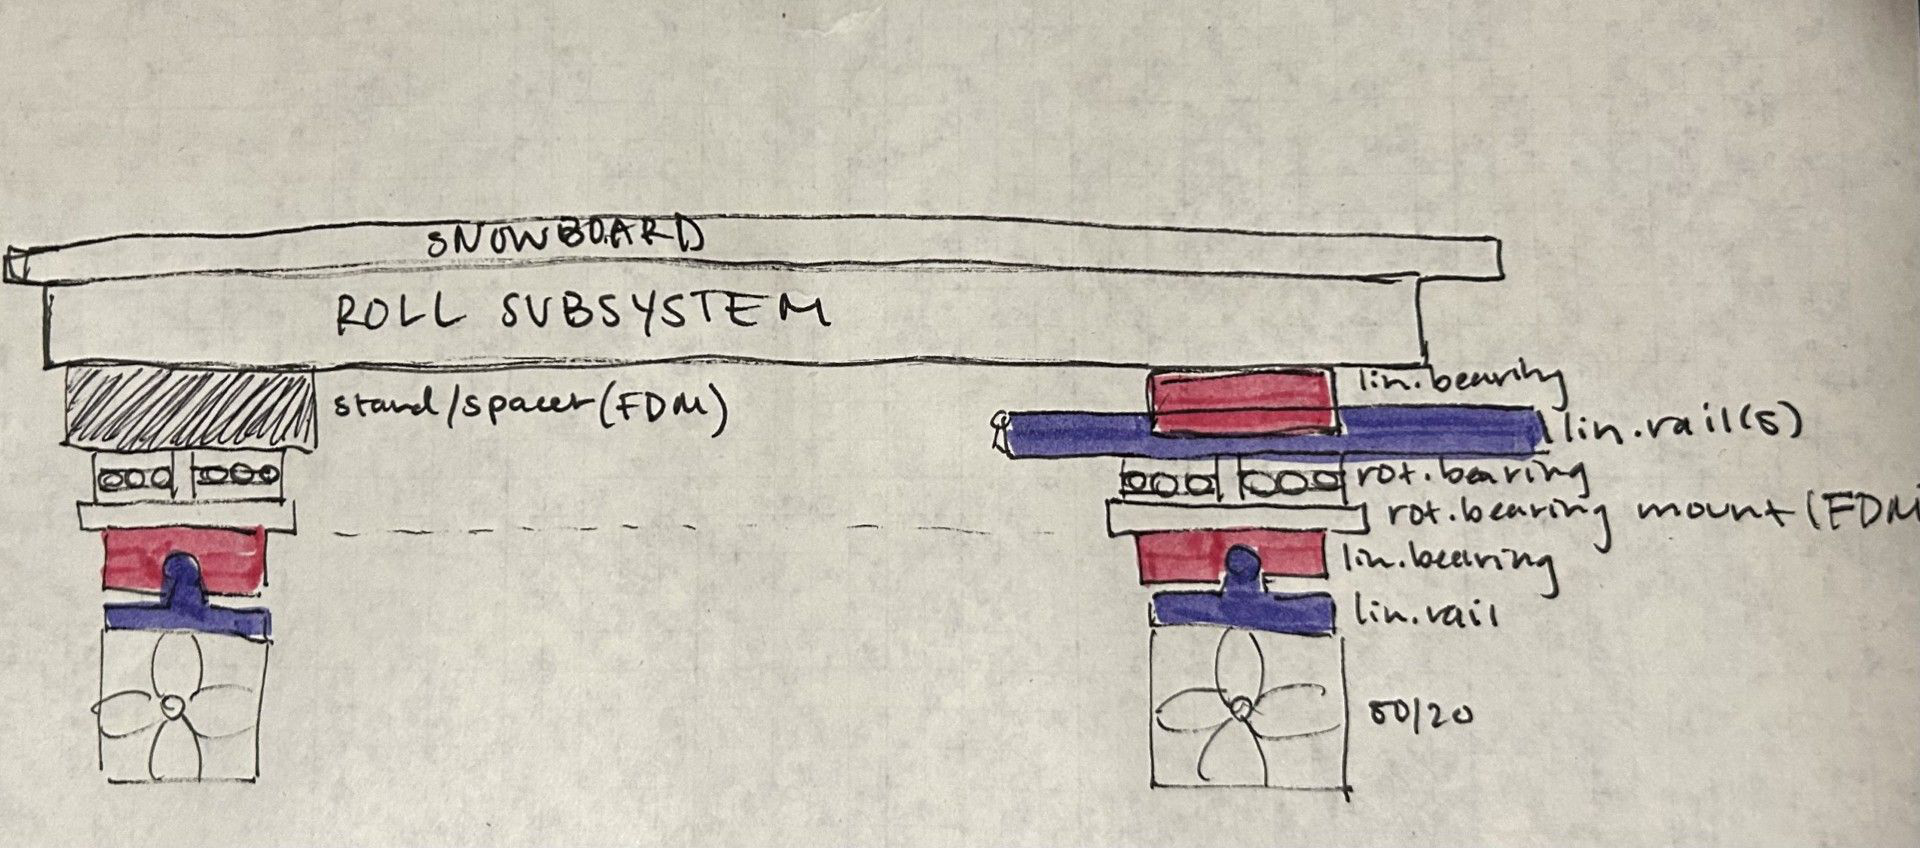 SNOWBOARD
ROLL SUBSYSTEM
lin.bearing
stand/spacer(FDM)
lin.rail(s)
rot.bearing
rot.bearing mount(FDM
lin.bearing
lin.rail
80/20